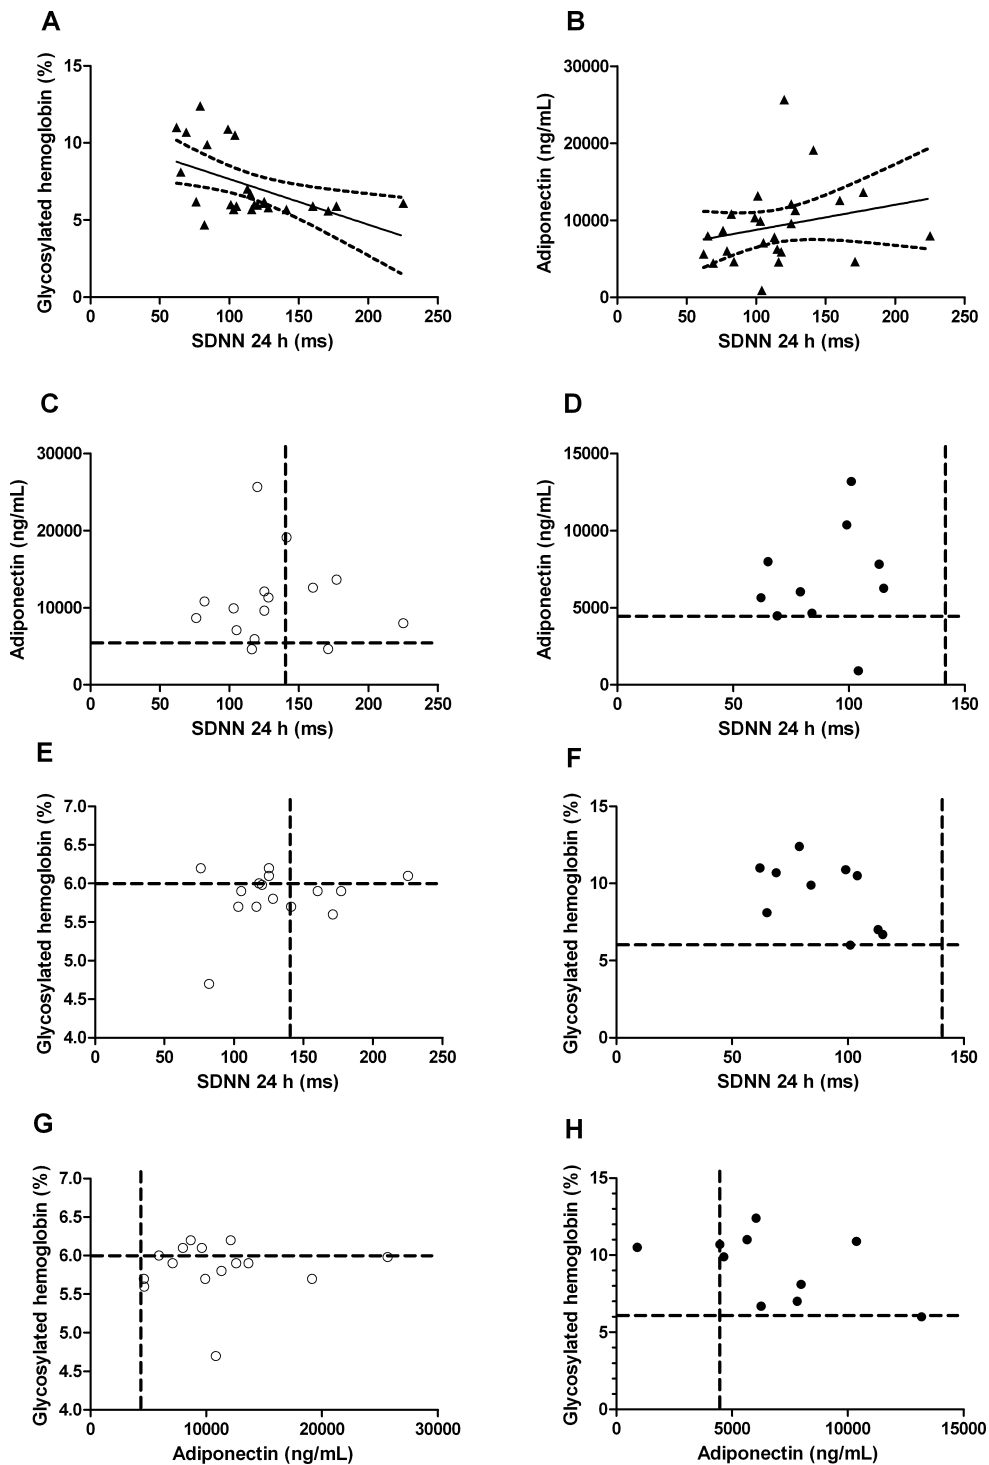 A
Glycosylated hemoglobin (%)
15
10
5
0
0 50 100 150 200 250
SDNN 24 h (ms)
B
Adiponectin (ng/mL)
30000
20000
10000
0
0 50 100 150 200 250
SDNN 24 h (ms)
C
Adiponectin (ng/mL)
30000
20000
10000
0
0 50 100 150 200 250
SDNN 24 h (ms)
D
Adiponectin (ng/mL)
15000
10000
5000
0
0 50 100 150
SDNN 24 h (ms)
E
Glycosylated hemoglobin (%)
7.0
6.5
6.0
5.5
5.0
4.5
4.0
0 50 100 150 200 250
SDNN 24 h (ms)
F
Glycosylated hemoglobin (%)
15
10
5
0
0 50 100 150
SDNN 24 h (ms)
G
Glycosylated hemoglobin (%)
7.0
6.5
6.0
5.5
5.0
4.5
4.0
0 10000 20000 30000
Adiponectin (ng/mL)
H
Glycosylated hemoglobin (%)
15
10
5
0
0 5000 10000 15000
Adiponectin (ng/mL)